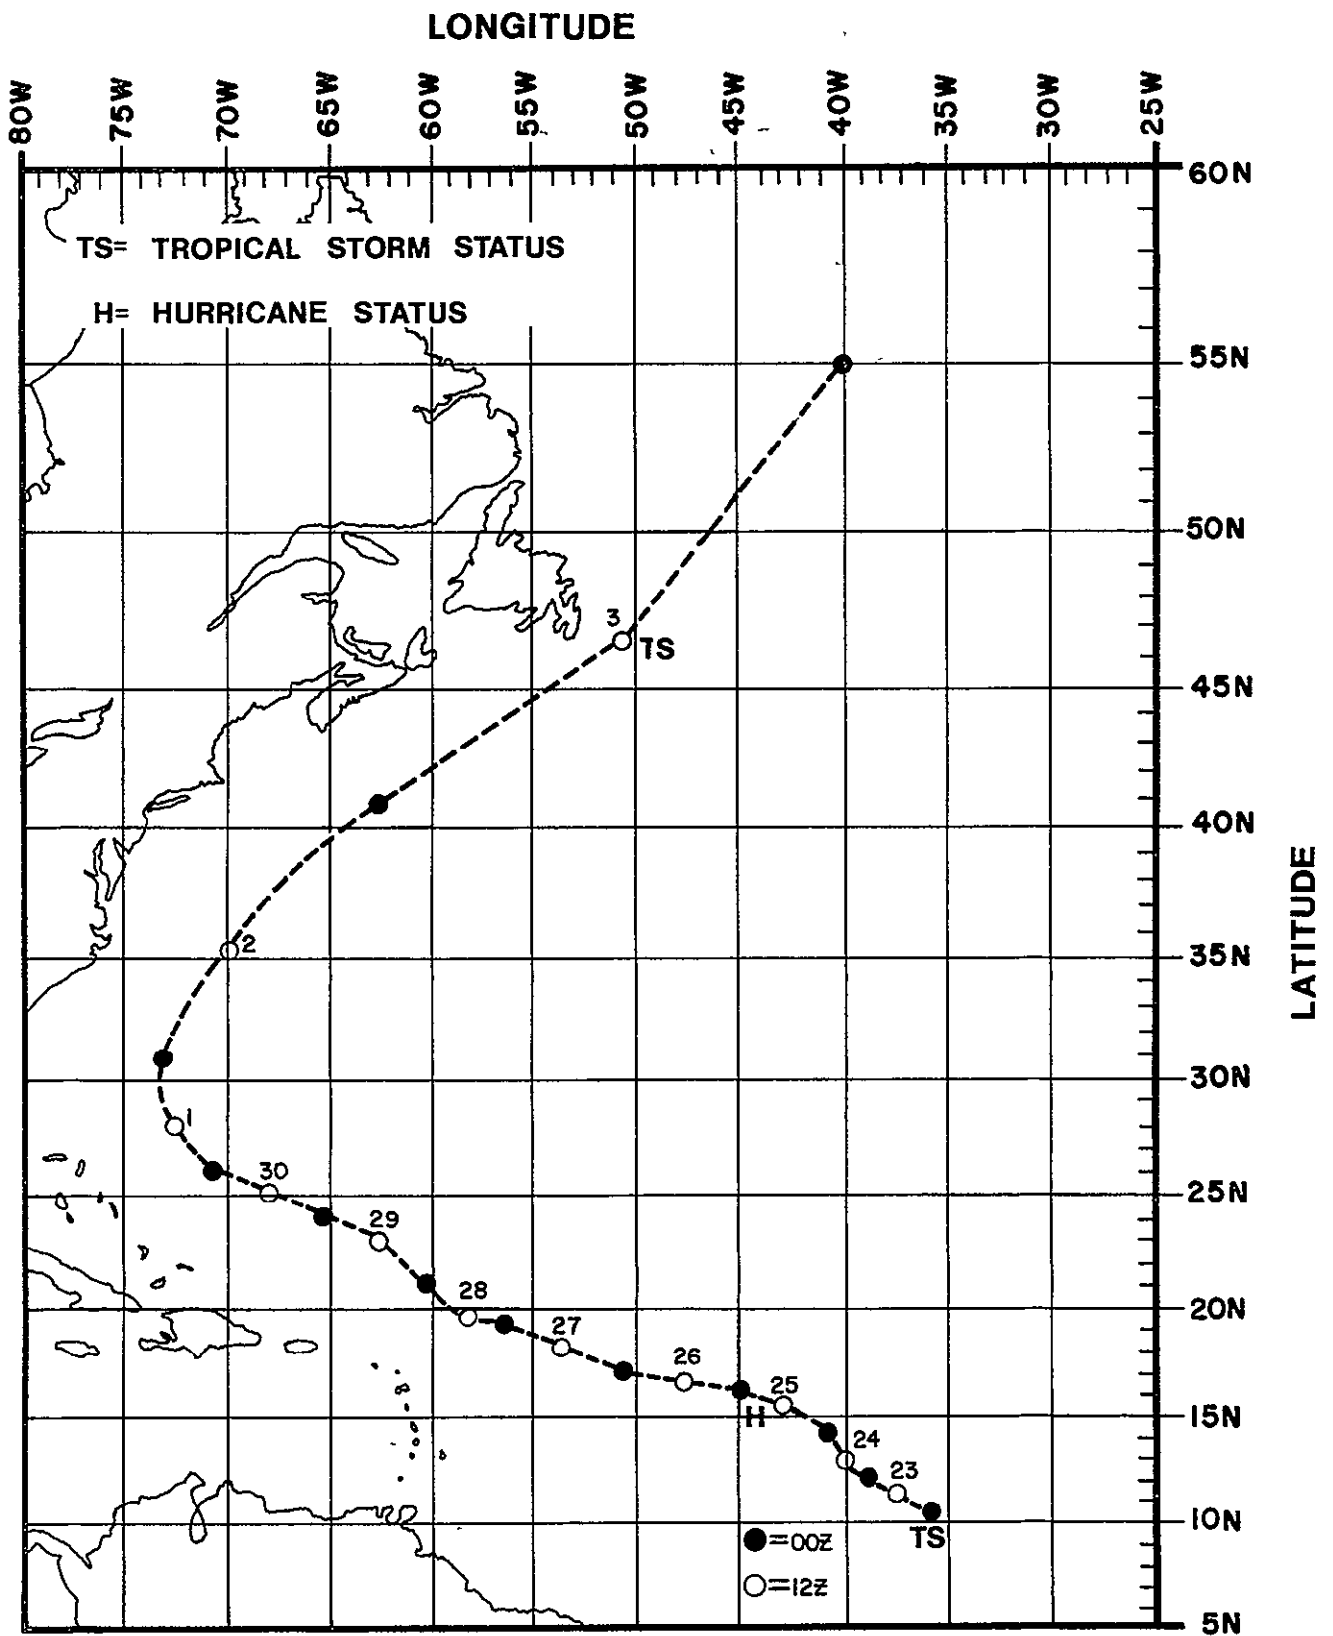 LONGITUDE
80W 75W 70W 65W 60W 55W 50W 45W 40W 35W 30W 25W
60N
TS= TROPICAL STORM STATUS
H= HURRICANE STATUS
55N
50N
3
TS
45N
40N
LATITUDE
2
35N
30N
1
30
25N
29
28
20N
27
26
25
H
15N
24
23
10N
TS
=00Z
=12Z
5N